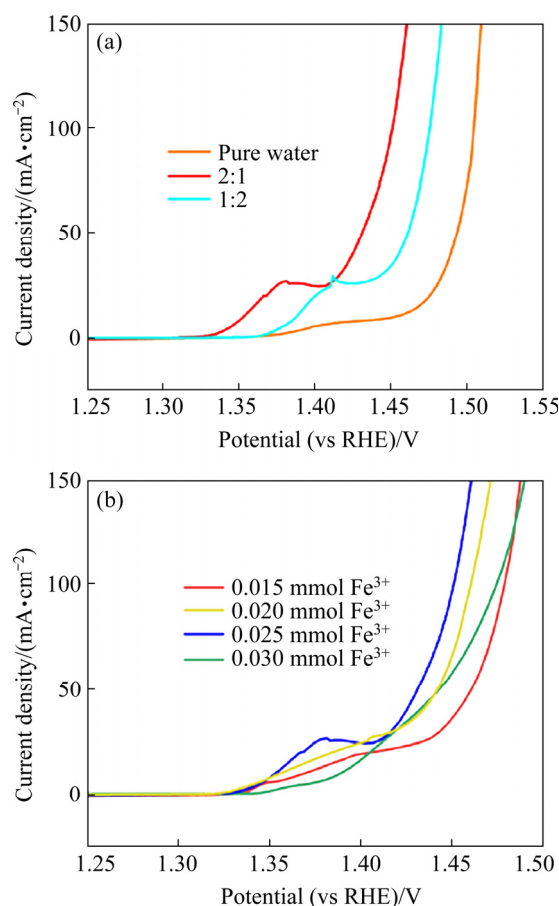 (a)
150
100
50
0
Current density/(mA•cm⁻²)
Pure water
2:1
1:2
1.25 1.30 1.35 1.40 1.45 1.50 1.55
Potential (vs RHE)/V
(b)
150
100
50
0
Current density/(mA•cm⁻²)
0.015 mmol Fe³⁺
0.020 mmol Fe³⁺
0.025 mmol Fe³⁺
0.030 mmol Fe³⁺
1.25 1.30 1.35 1.40 1.45 1.50
Potential (vs RHE)/V